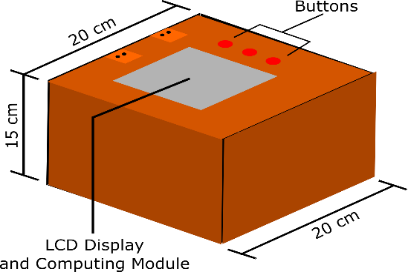 Buttons
20 cm
15 cm
20 cm
LCD Display
and Computing Module